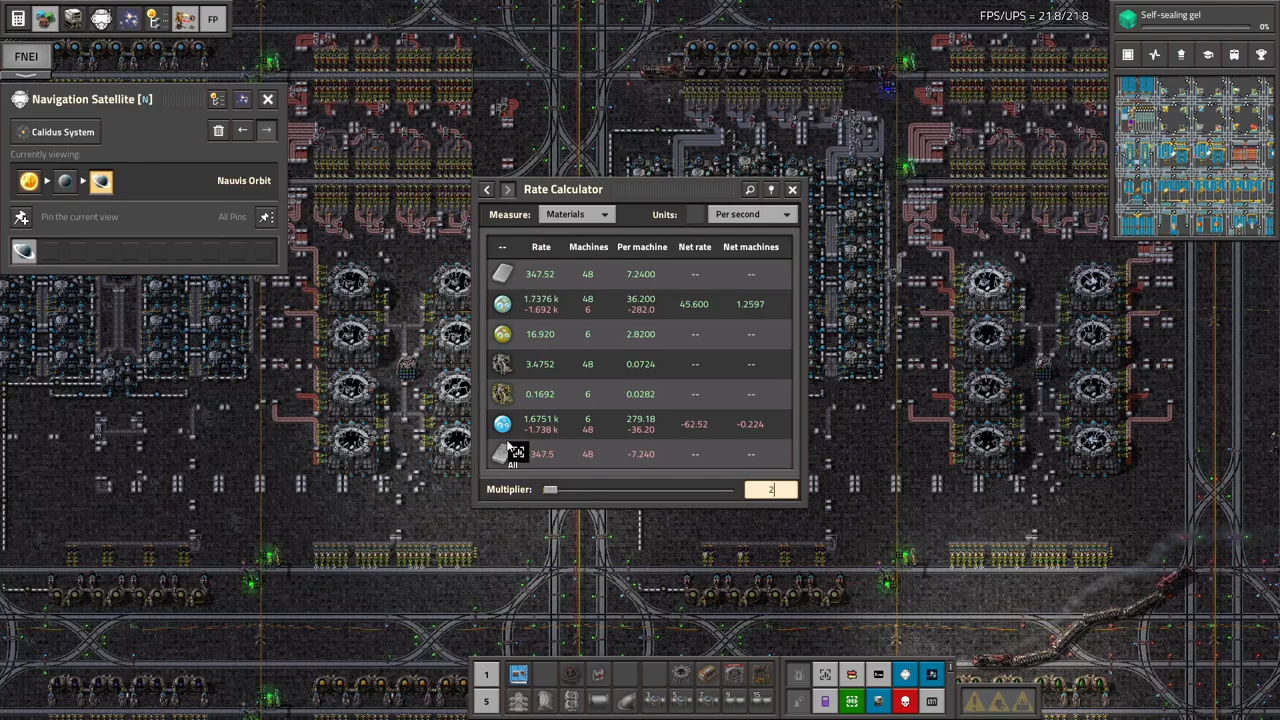 FP
FPS/UPS = 21.8/21.8
Self-sealing gel
0%
FNEI
Navigation Satellite [N]
Calidus System
Currently viewing:
Nauvis Orbit
Pin the current view
All Pins
Rate Calculator
Measure:
Materials
Units:
Per second
--
Rate
Machines
Per machine
Net rate
Net machines
347.52
48
7.2400
--
--
1.7376 k
48
36.200
-1.692 k
6
-282.0
45.600
1.2597
16.920
6
2.8200
--
--
3.4752
48
0.0724
--
--
0.1692
6
0.0282
--
--
1.6751 k
6
279.18
-1.738 k
48
-36.20
-62.52
-0.224
347.5
48
-7.240
--
--
All
Multiplier:
2
1
5